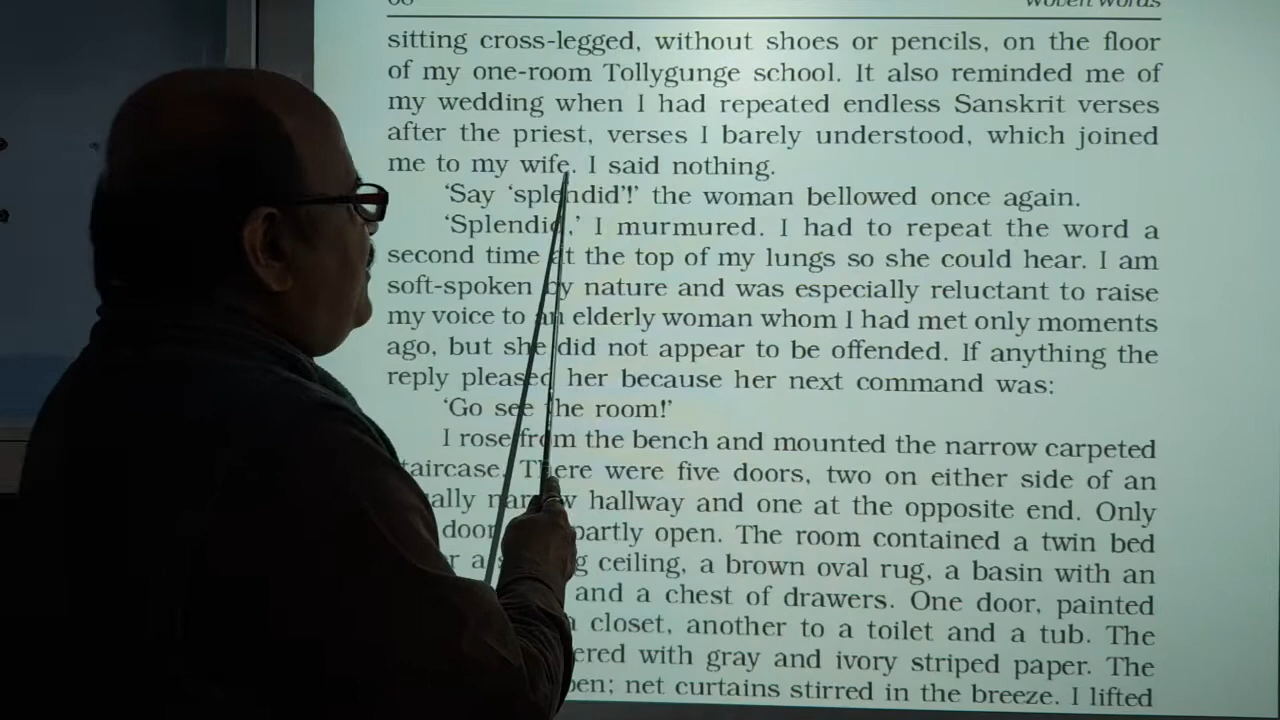 Woven Words
sitting cross-legged, without shoes or pencils, on the floor
of my one-room Tollygunge school. It also reminded me of
my wedding when I had repeated endless Sanskrit verses
after the priest, verses I barely understood, which joined
me to my wife. I said nothing.
‘Say ‘splendid’!’ the woman bellowed once again.
‘Splendid,’ I murmured. I had to repeat the word a
second time at the top of my lungs so she could hear. I am
soft-spoken by nature and was especially reluctant to raise
my voice to an elderly woman whom I had met only moments
ago, but she did not appear to be offended. If anything the
reply pleased her because her next command was:
‘Go see the room!’
I rose from the bench and mounted the narrow carpeted
staircase. There were five doors, two on either side of an
narrow hallway and one at the opposite end. Only
door partly open. The room contained a twin bed
ceiling, a brown oval rug, a basin with an
and a chest of drawers. One door, painted
closet, another to a toilet and a tub. The
with gray and ivory striped paper. The
net curtains stirred in the breeze. I lifted